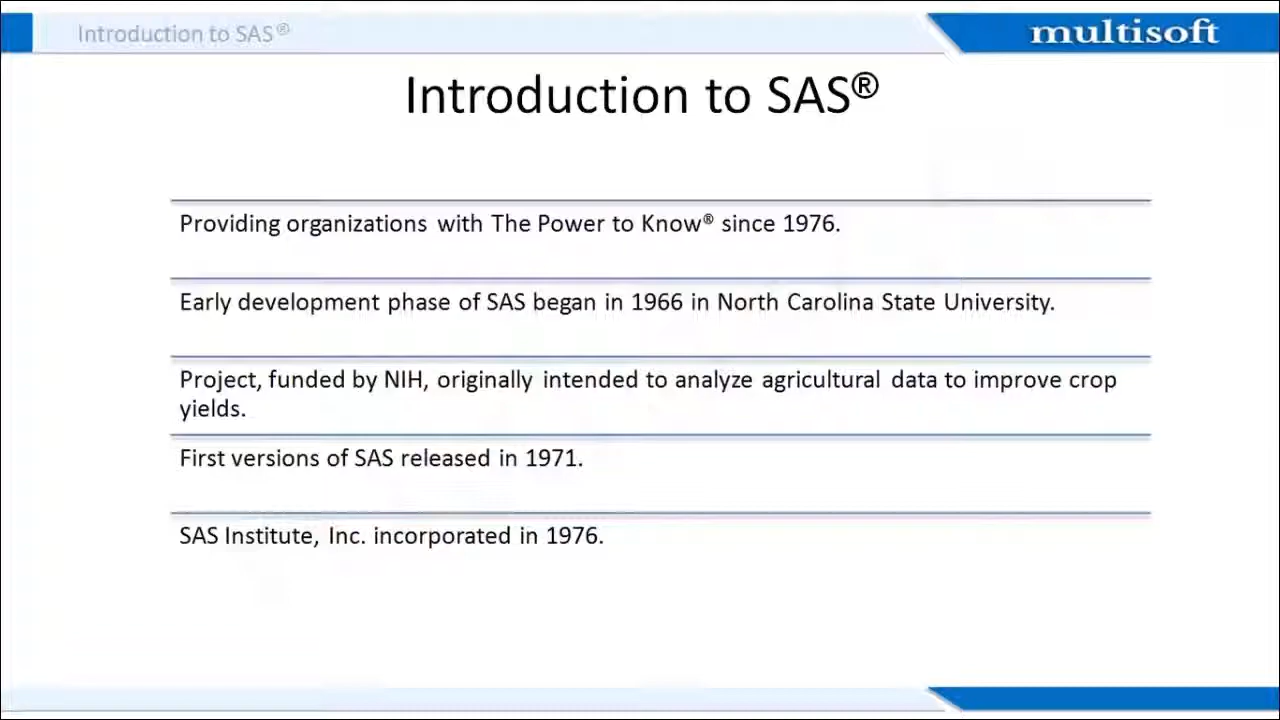 Introduction to SAS®
multisoft
Introduction to SAS®
Providing organizations with The Power to Know® since 1976.
Early development phase of SAS began in 1966 in North Carolina State University.
Project, funded by NIH, originally intended to analyze agricultural data to improve crop
yields.
First versions of SAS released in 1971.
SAS Institute, Inc. incorporated in 1976.